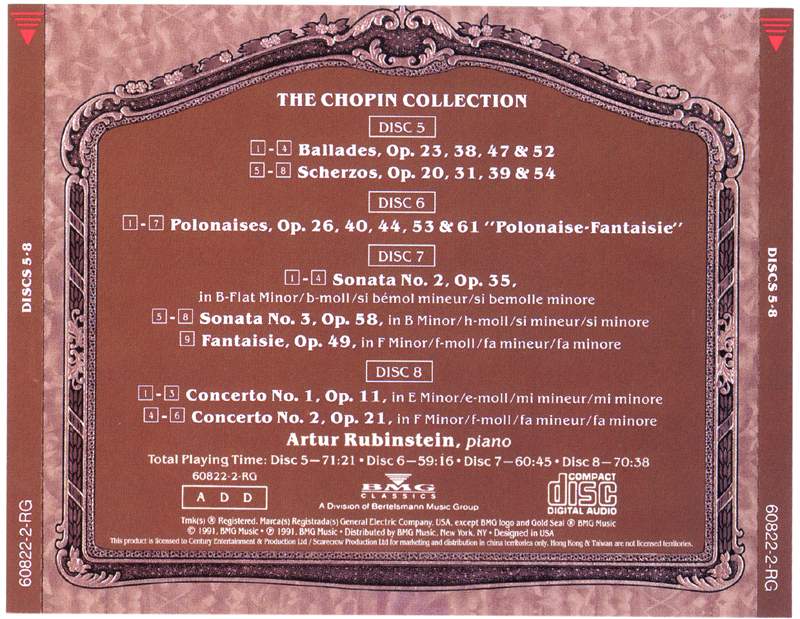 THE CHOPIN COLLECTION
DISC 5
1-4 Ballades, Op. 23, 38, 47 & 52
5-8 Scherzos, Op. 20, 31, 39 & 54
DISC 6
1-7 Polonaises, Op. 26, 40, 44, 53 & 61 "Polonaise-Fantaisie"
DISC 7
1-4 Sonata No. 2, Op. 35,
in B-Flat Minor/b-moll/si bémol mineur/si bemolle minore
5-8 Sonata No. 3, Op. 58, in B Minor/h-moll/si mineur/si minore
9 Fantaisie, Op. 49, in F Minor/f-moll/fa mineur/fa minore
DISC 8
1-3 Concerto No. 1, Op. 11, in E Minor/e-moll/mi mineur/mi minore
4-6 Concerto No. 2, Op. 21, in F Minor/f-moll/fa mineur/fa minore
Artur Rubinstein, piano
Total Playing Time: Disc 5—71:21 • Disc 6—59:16 • Disc 7—60:45 • Disc 8—70:38
60822-2-RG
A D D
BMG
CLASSICS
A Division of Bertelsmann Music Group
COMPACT
disc
DIGITAL AUDIO
Tmk(s) ® Registered. Marca(s) Registrada(s) General Electric Company, USA, except BMG logo and Gold Seal ® BMG Music
© 1991, BMG Music • ℗ 1991, BMG Music • Distributed by BMG Music, New York, NY • Designed in USA
This product is licensed to Century Entertainment & Production Ltd / Scarecrow Production Ltd for marketing and distribution in china territories only. Hong Kong & Taiwan are not licensed territories.
DISCS 5-8
60822-2-RG
DISCS 5-8
60822-2-RG